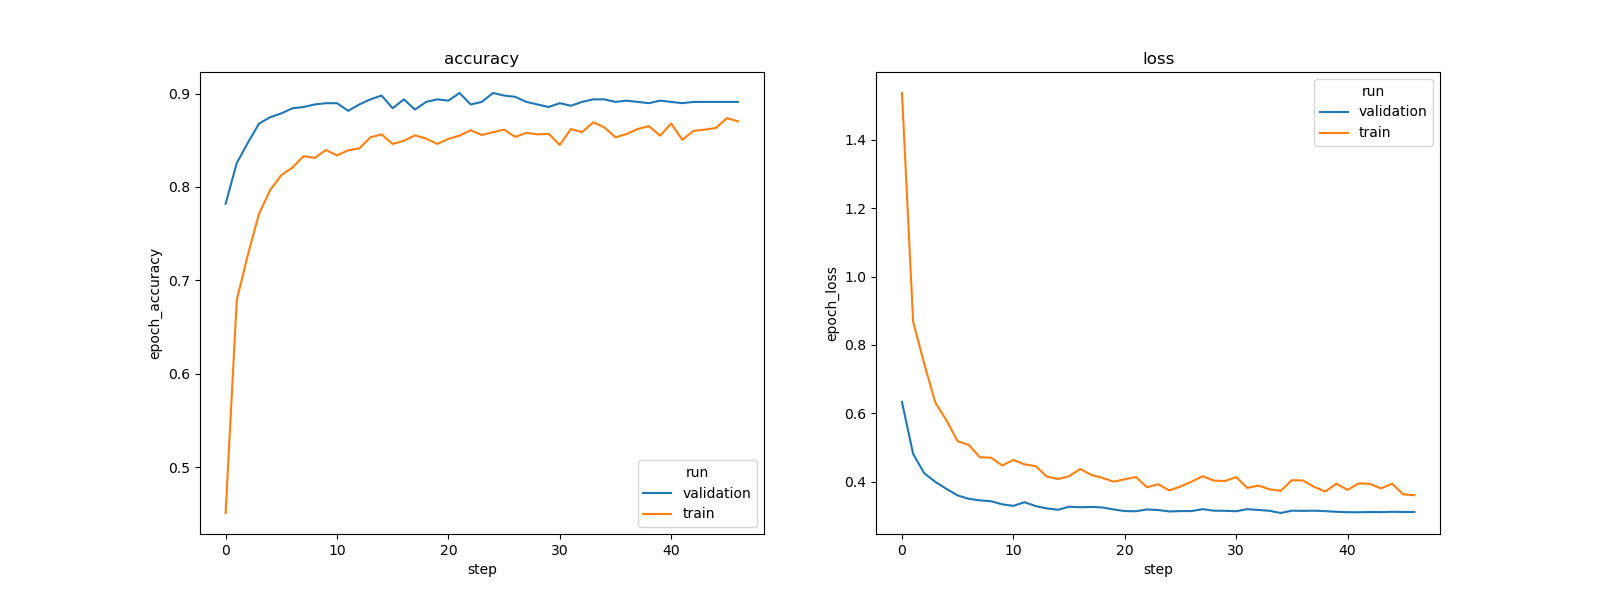 accuracy
epoch_accuracy
0.9
0.8
0.7
0.6
0.5
0 10 20 30 40
step
run
validation
train
loss
epoch_loss
1.4
1.2
1.0
0.8
0.6
0.4
0 10 20 30 40
step
run
validation
train